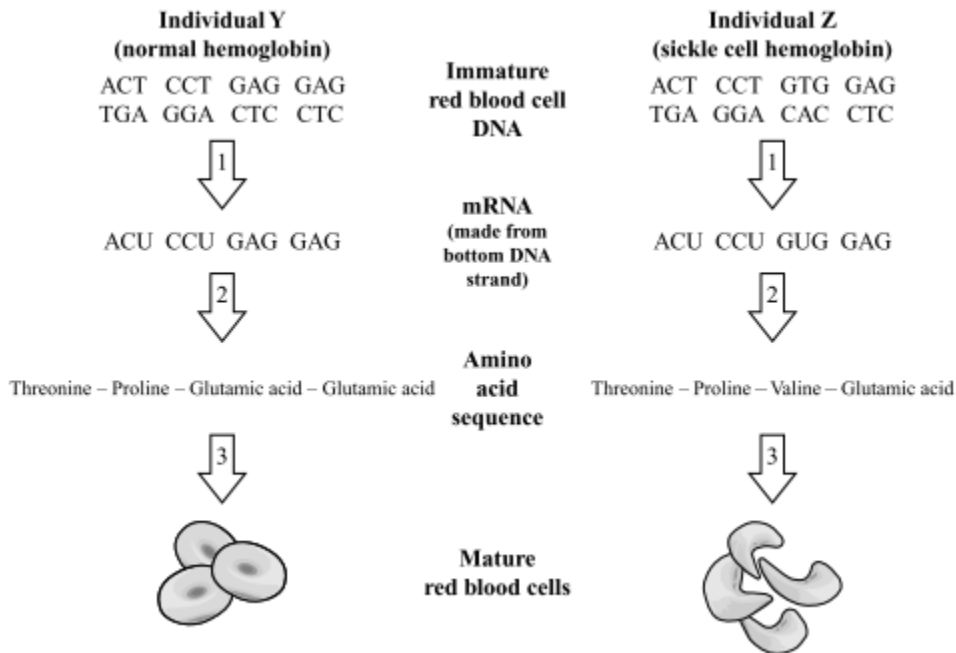 Individual Y
(normal hemoglobin)
ACT CCT GAG GAG
TGA GGA CTC CTC
1
ACU CCU GAG GAG
2
Threonine – Proline – Glutamic acid – Glutamic acid
3
Immature
red blood cell
DNA
mRNA
(made from
bottom DNA
strand)
Amino
acid
sequence
Mature
red blood cells
Individual Z
(sickle cell hemoglobin)
ACT CCT GTG GAG
TGA GGA CAC CTC
1
ACU CCU GUG GAG
2
Threonine – Proline – Valine – Glutamic acid
3